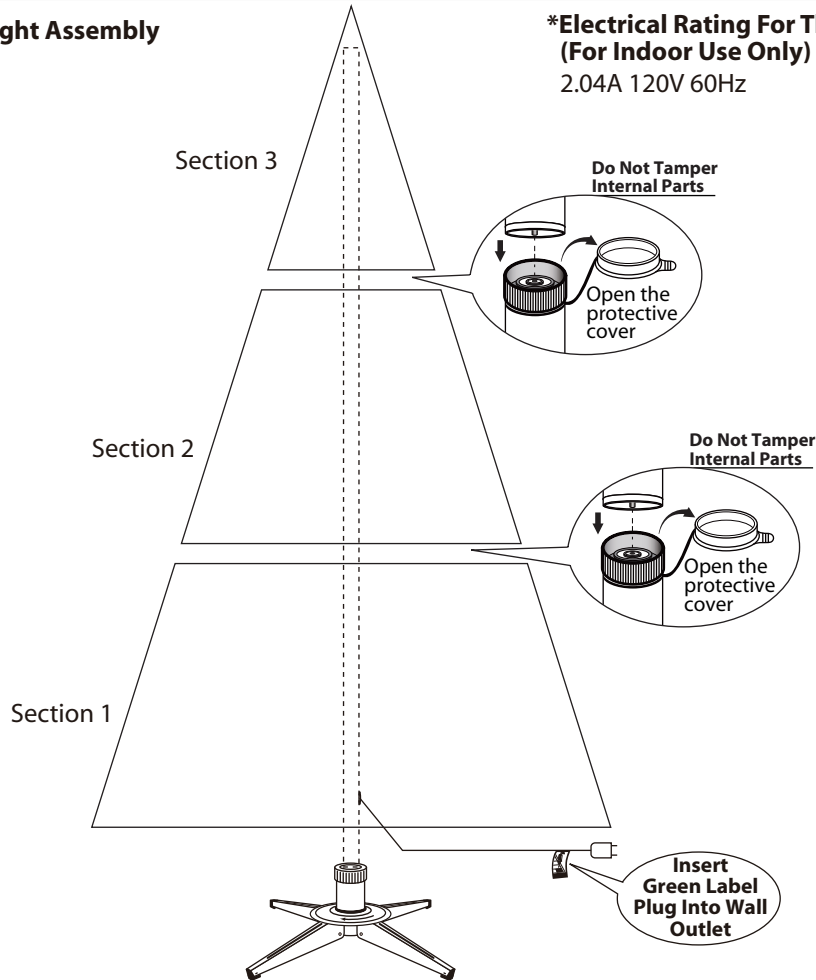 ght Assembly
*Electrical Rating For T
(For Indoor Use Only)
2.04A 120V 60Hz
Section 3
Do Not Tamper
Internal Parts
Open the
protective
cover
Section 2
Do Not Tamper
Internal Parts
Open the
protective
cover
Section 1
Insert
Green Label
Plug Into Wall
Outlet